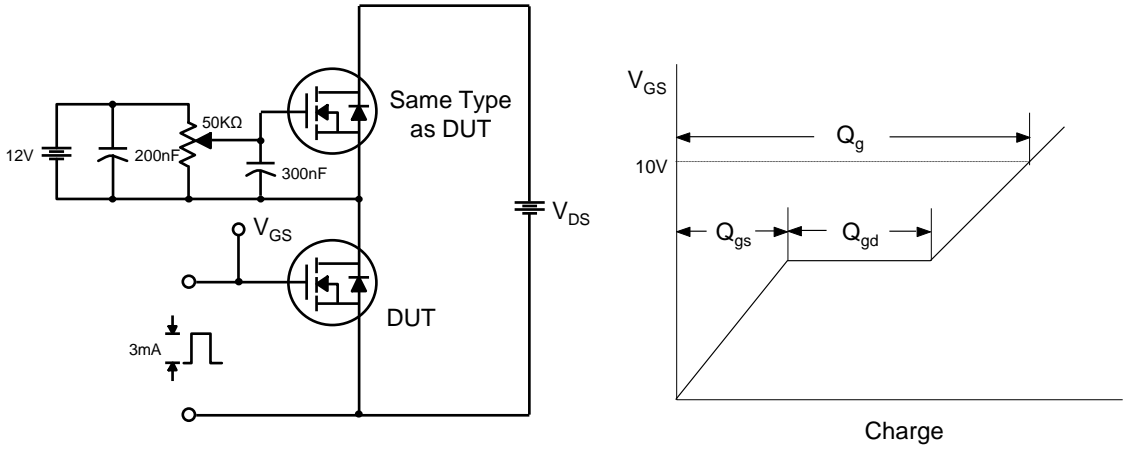 12V
200nF
50KΩ
300nF
Same Type
as DUT
V_DS
V_GS
DUT
3mA
V_GS
10V
Q_g
Q_gs
Q_gd
Charge